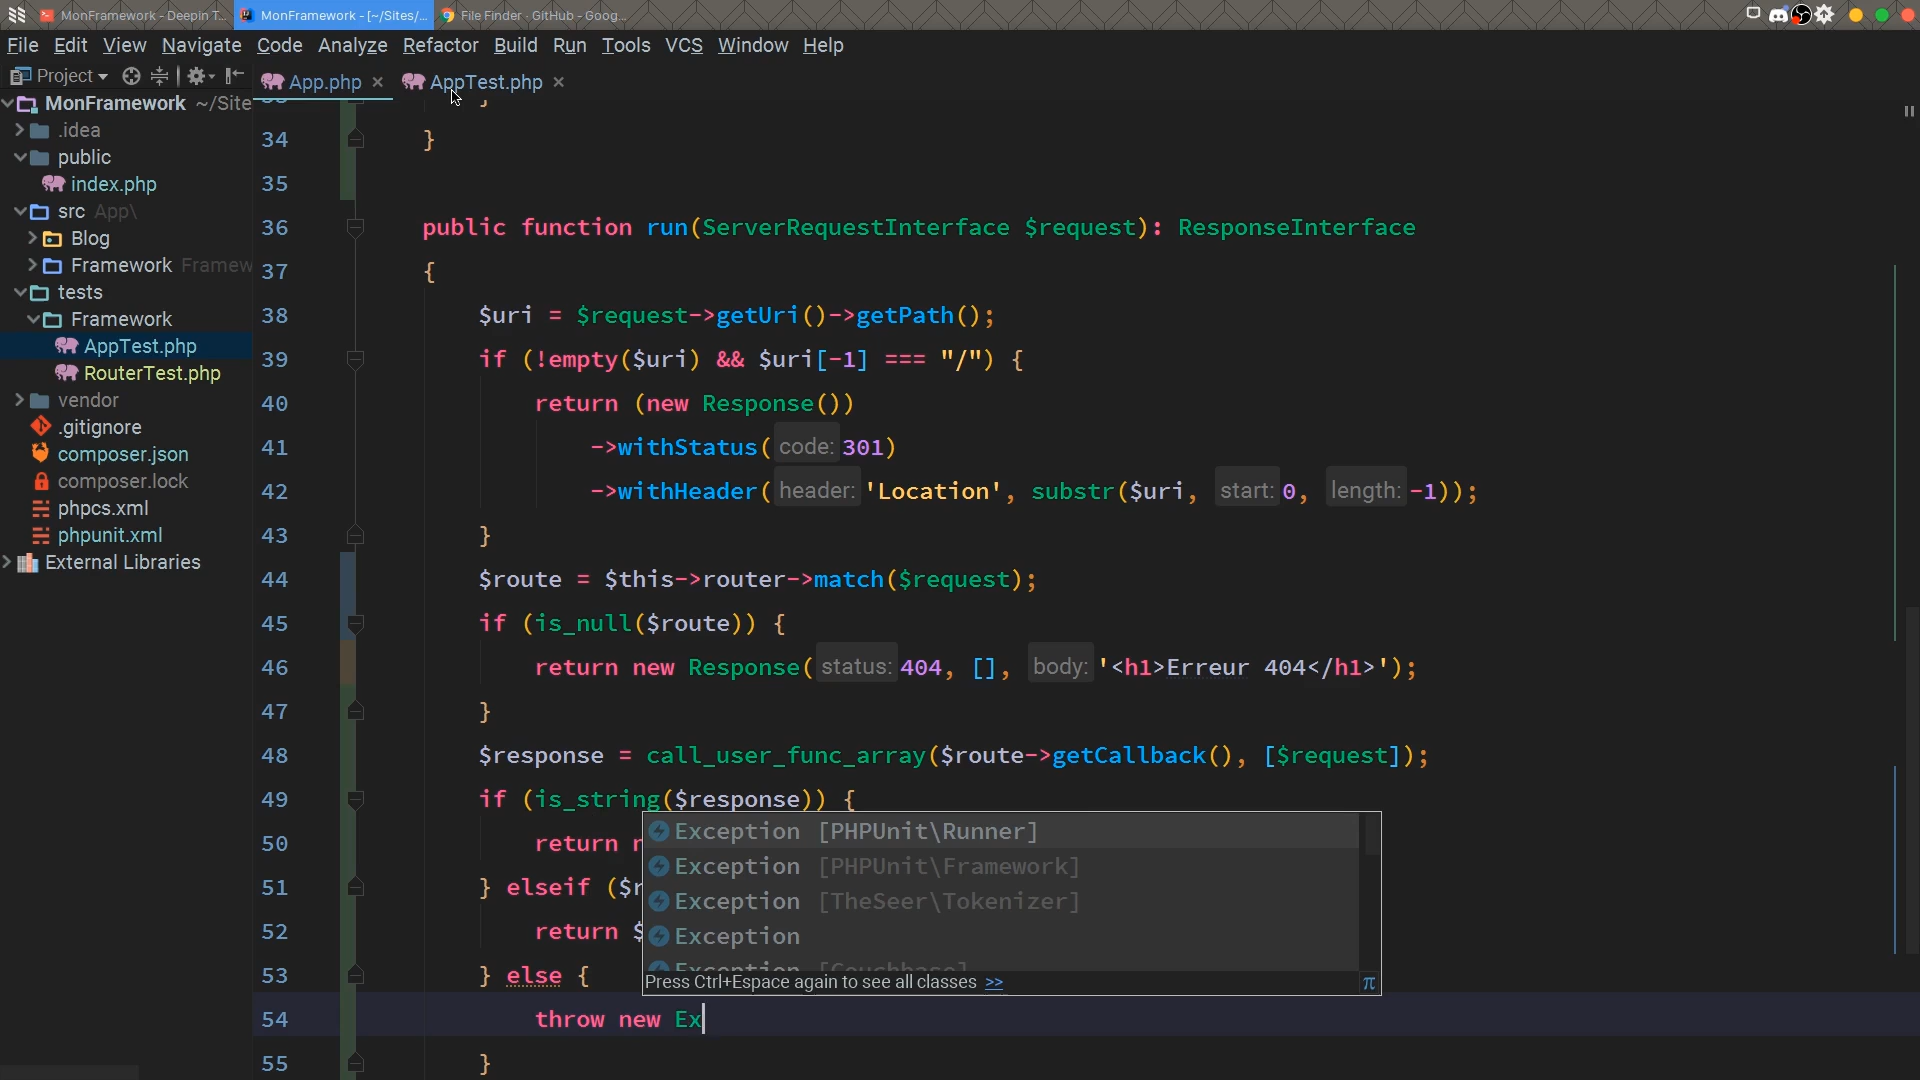 MonFramework - Deepin T...
MonFramework - [~/Sites/...
File Finder · GitHub - Goog...
File Edit View Navigate Code Analyze Refactor Build Run Tools VCS Window Help
Project
App.php
AppTest.php
MonFramework ~/Site
.idea
public
index.php
src App\
Blog
Framework Framew
tests
Framework
AppTest.php
RouterTest.php
vendor
.gitignore
composer.json
composer.lock
phpcs.xml
phpunit.xml
External Libraries
34 }
35
36 public function run(ServerRequestInterface $request): ResponseInterface
37 {
38 $uri = $request->getUri()->getPath();
39 if (!empty($uri) && $uri[-1] === "/") {
40 return (new Response())
41 ->withStatus( code: 301)
42 ->withHeader( header: 'Location', substr($uri, start: 0, length: -1));
43 }
44 $route = $this->router->match($request);
45 if (is_null($route)) {
46 return new Response( status: 404, [], body: '<h1>Erreur 404</h1>');
47 }
48 $response = call_user_func_array($route->getCallback(), [$request]);
49 if (is_string($response)) {
50 return
51 } elseif ($r
52 return $
53 } else {
54 throw new Ex
55 }
Exception [PHPUnit\Runner]
Exception [PHPUnit\Framework]
Exception [TheSeer\Tokenizer]
Exception
Exception [Couchbase]
Press Ctrl+Espace again to see all classes >>
π